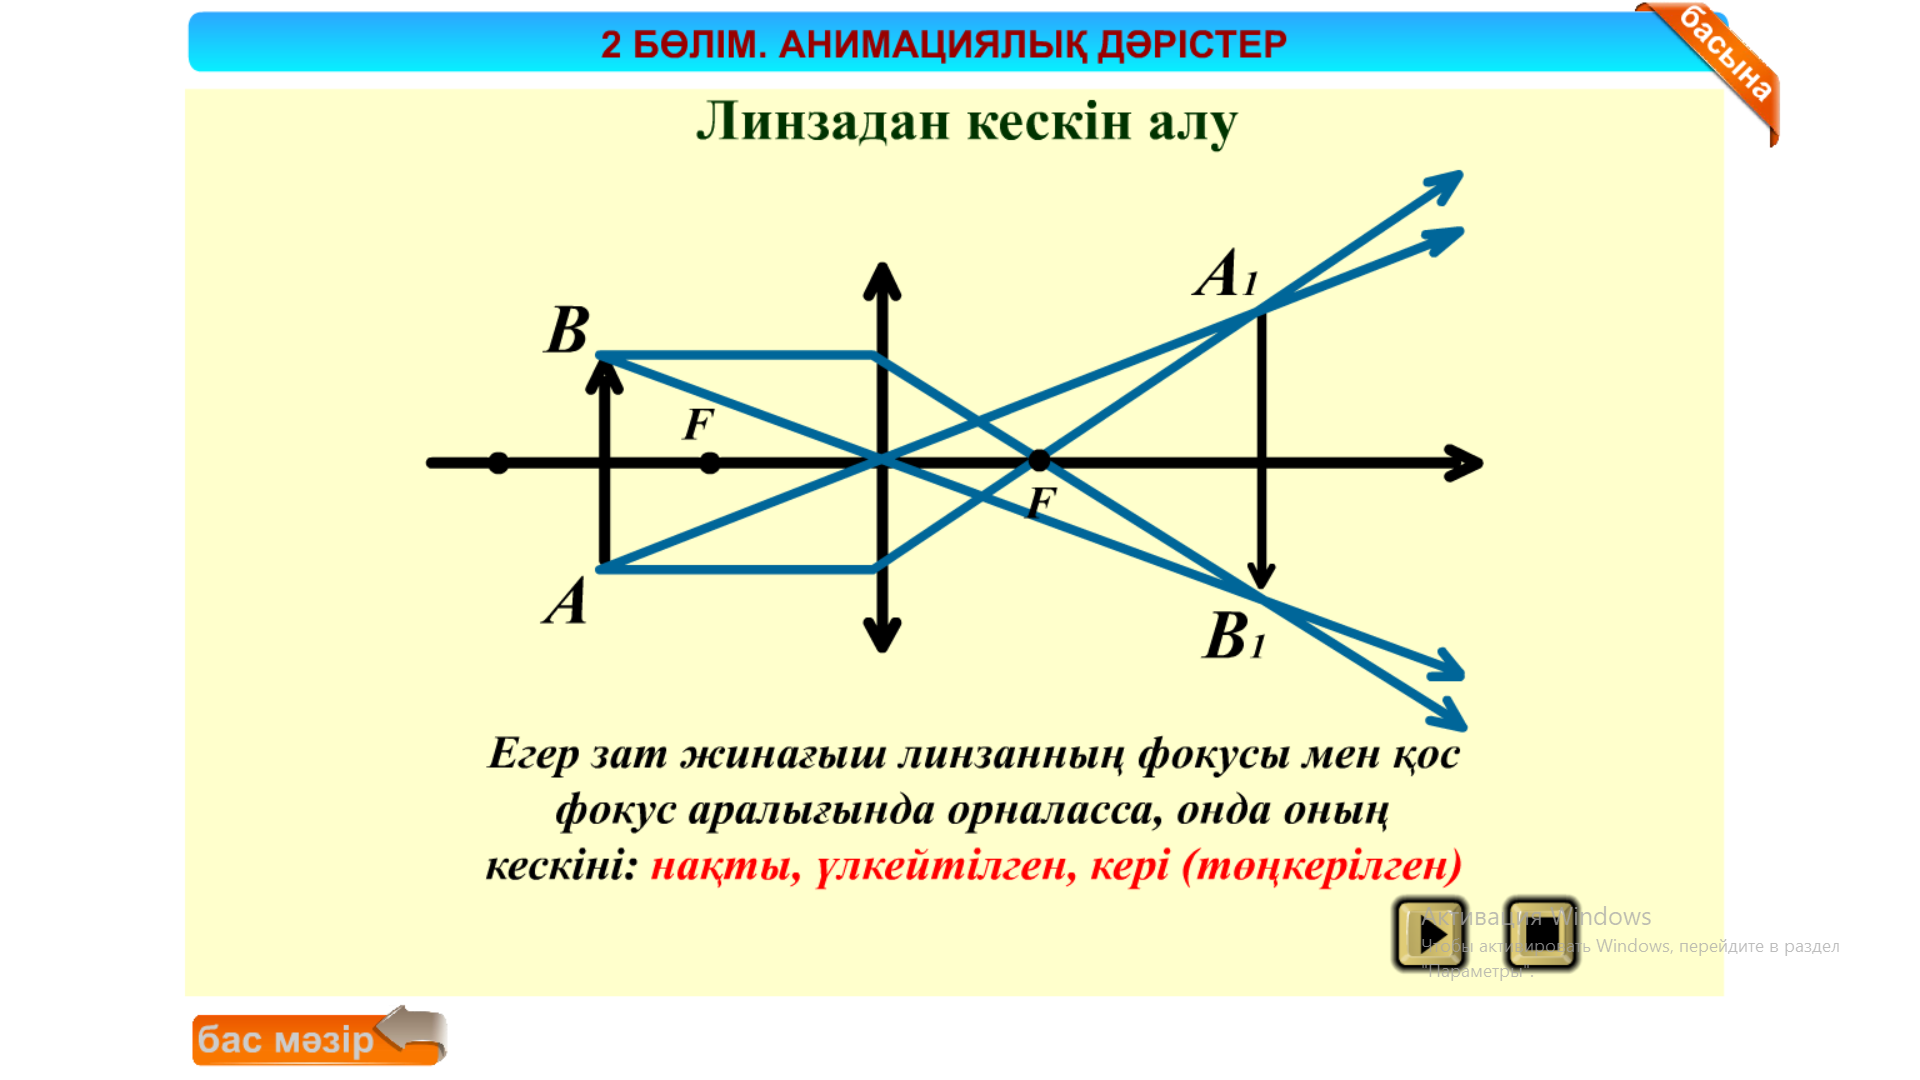 2 БӨЛІМ. АНИМАЦИЯЛЫҚ ДӘРІСТЕР
басына
Линзадан кескін алу
A1
B
F
F
A
B1
Егер зат жинағыш линзанның фокусы мен қос
фокус аралығында орналасса, онда оның
кескіні: нақты, үлкейтілген, кері (төңкерілген)
Активация Windows
Чтобы активировать Windows, перейдите в раздел
"Параметры".
бас мәзір